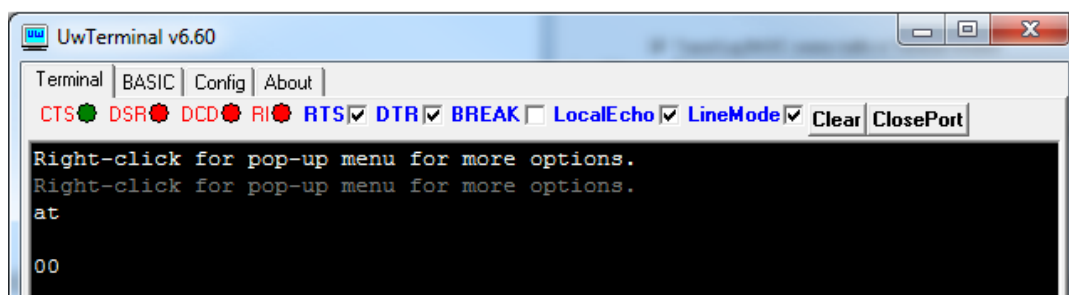 UwTerminal v6.60
Terminal BASIC Config About
CTS DSR DCD RI RTS DTR BREAK LocalEcho LineMode Clear ClosePort
Right-click for pop-up menu for more options.
Right-click for pop-up menu for more options.
at
00